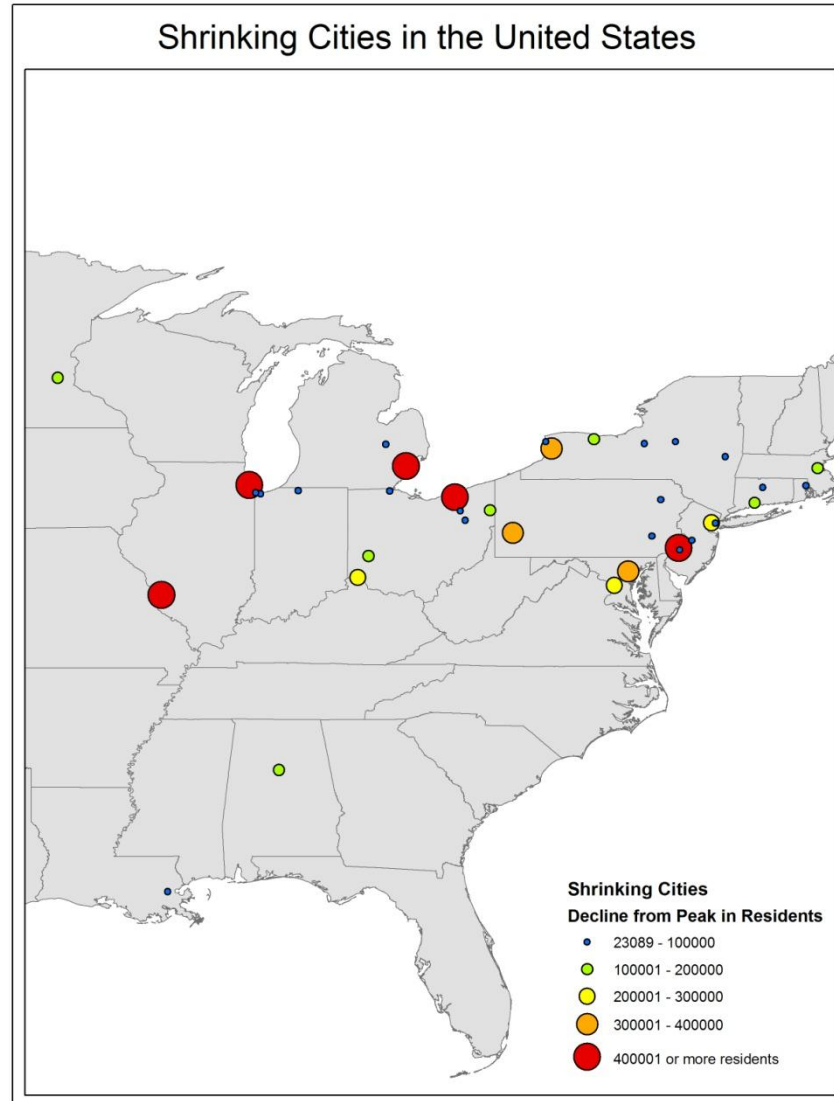 Shrinking Cities in the United States
Shrinking Cities
Decline from Peak in Residents
23089 - 100000
100001 - 200000
200001 - 300000
300001 - 400000
400001 or more residents